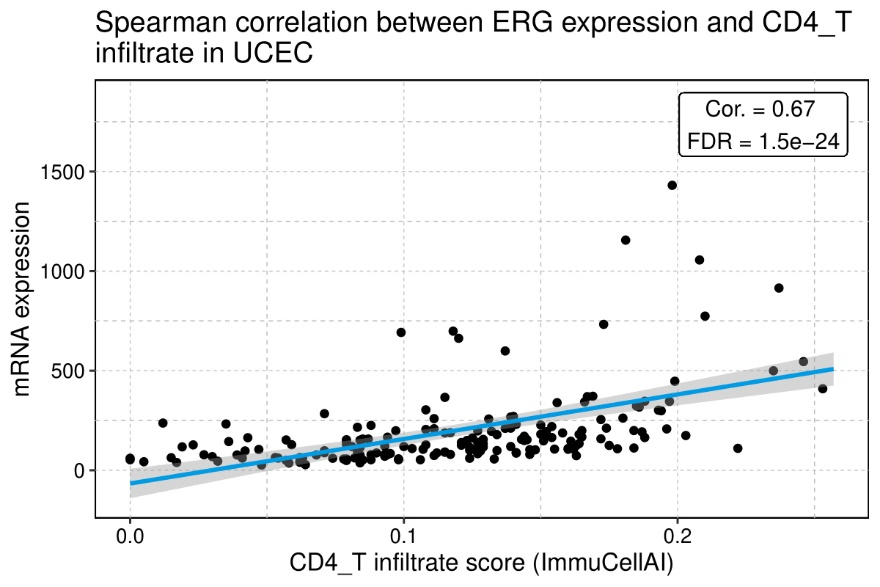 Spearman correlation between ERG expression and CD4_T
infiltrate in UCEC
Cor. = 0.67
FDR = 1.5e−24
mRNA expression
1500
1000
500
0
0.0
0.1
0.2
CD4_T infiltrate score (ImmuCellAI)